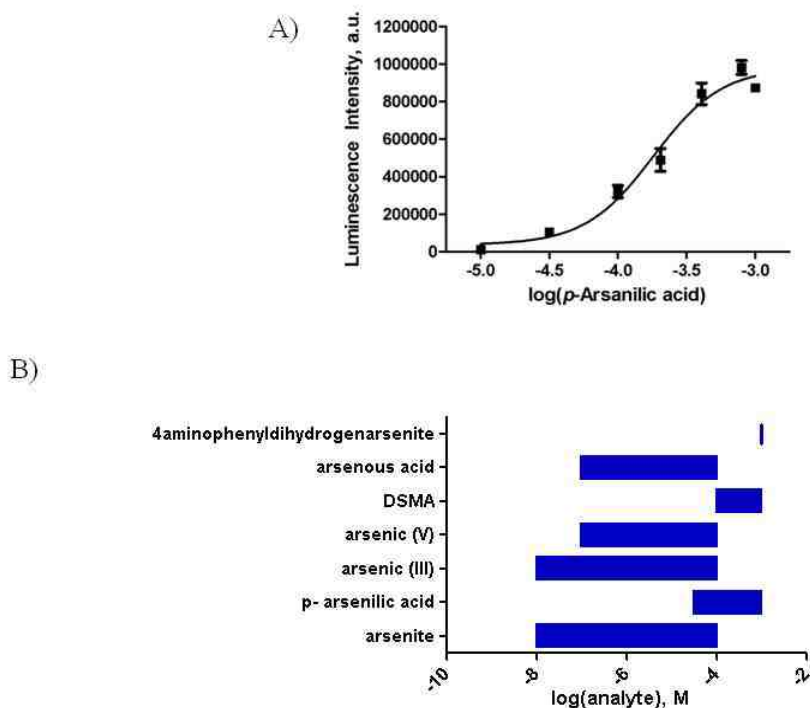 A)
1200000
1000000
800000
600000
400000
200000
0
Luminescence Intensity, a.u.
-5.0 -4.5 -4.0 -3.5 -3.0
log(p-Arsanilic acid)
B)
4aminophenyldihydrogenarsenite
arsenous acid
DSMA
arsenic (V)
arsenic (III)
p- arsenilic acid
arsenite
-10 -8 -6 -4 -2
log(analyte), M